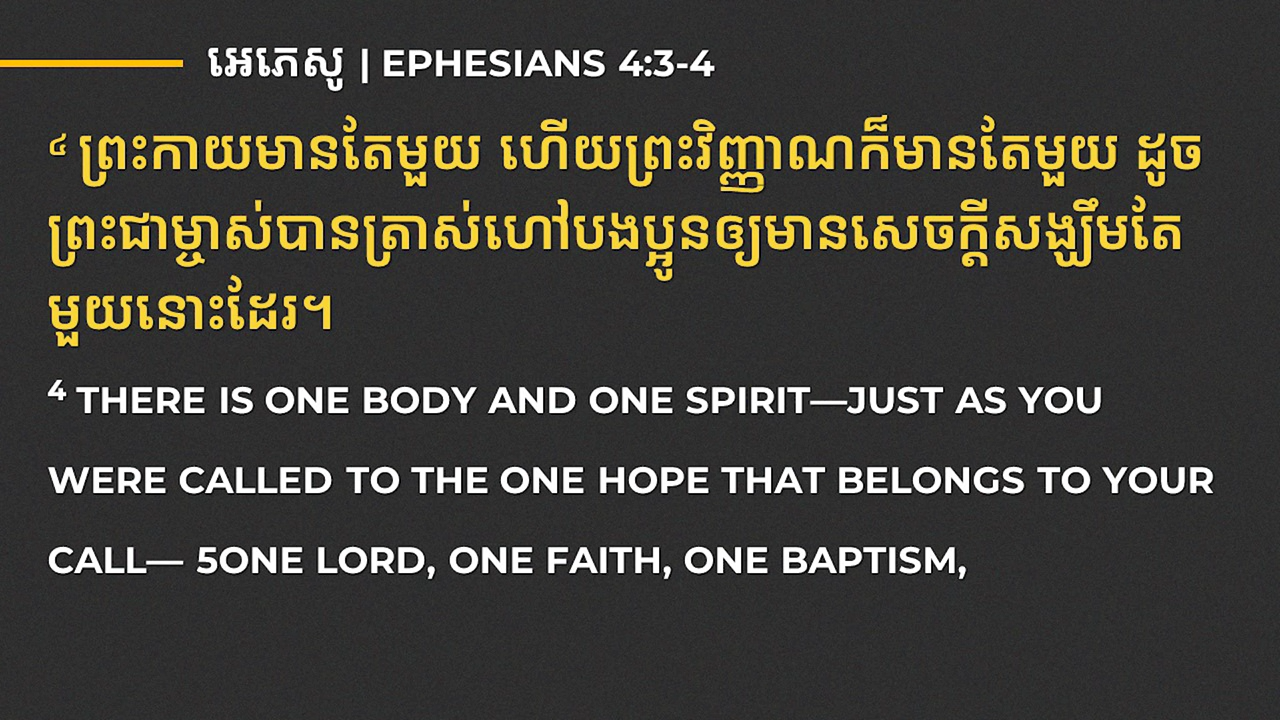 អេភេសូ | EPHESIANS 4:3-4
៤ ព្រះកាយមានតែមួយ ហើយព្រះវិញ្ញាណក៏មានតែមួយ ដូច
ព្រះជាម្ចាស់បានត្រាស់ហៅបងប្អូនឲ្យមានសេចក្ដីសង្ឃឹមតែ
មួយនោះដែរ។
4 THERE IS ONE BODY AND ONE SPIRIT—JUST AS YOU
WERE CALLED TO THE ONE HOPE THAT BELONGS TO YOUR
CALL— 5ONE LORD, ONE FAITH, ONE BAPTISM,